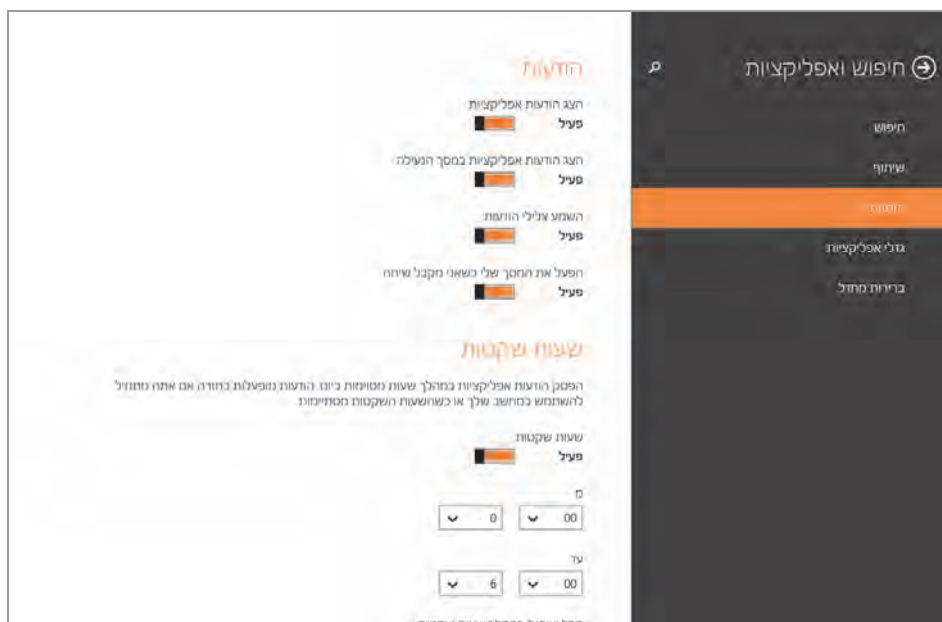 חיפוש ואפליקציות
חיפוש
שיתוף
הודעות
גדלי אפליקציות
ברירות מחדל
הודעות
הצג הודעות אפליקציות
פעיל
הצג הודעות אפליקציות במסך הנעילה
פעיל
השמע צלילי הודעות
פעיל
הפעל את המסך שלי כשאני מקבל שיחה
פעיל
שעות שקטות
הפסק הודעות אפליקציות במהלך שעות מסוימות ביום. הודעות מופעלות בחזרה אם אתה מתחיל
להשתמש במחשב שלך או כשהשעות השקטות מסתיימות.
שעות שקטות
פעיל
מ
00 0
עד
00 6